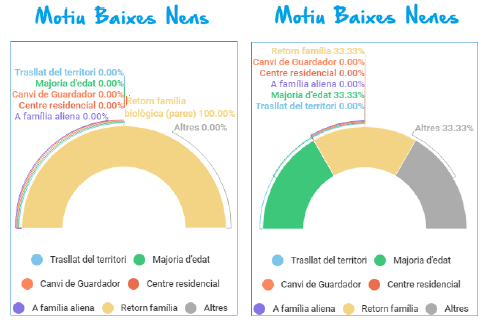 Motiu Baixes Nens
Trasllat del territori 0.00%
Majoria d'edat 0.00%
Canvi de Guardador 0.00%
Centre residencial 0.00%
A família aliena 0.00%
Retorn família
biològica (pares) 100.00%
Altres 0.00%
Trasllat del territori
Majoria d'edat
Canvi de Guardador
Centre residencial
A família aliena
Retorn família
Altres
Motiu Baixes Nenes
Retorn família 33.33%
Canvi de Guardador 0.00%
Centre residencial 0.00%
A família aliena 0.00%
Majoria d'edat 33.33%
Trasllat del territori 0.00%
Altres 33.33%
Trasllat del territori
Majoria d'edat
Canvi de Guardador
Centre residencial
A família aliena
Retorn família
Altres